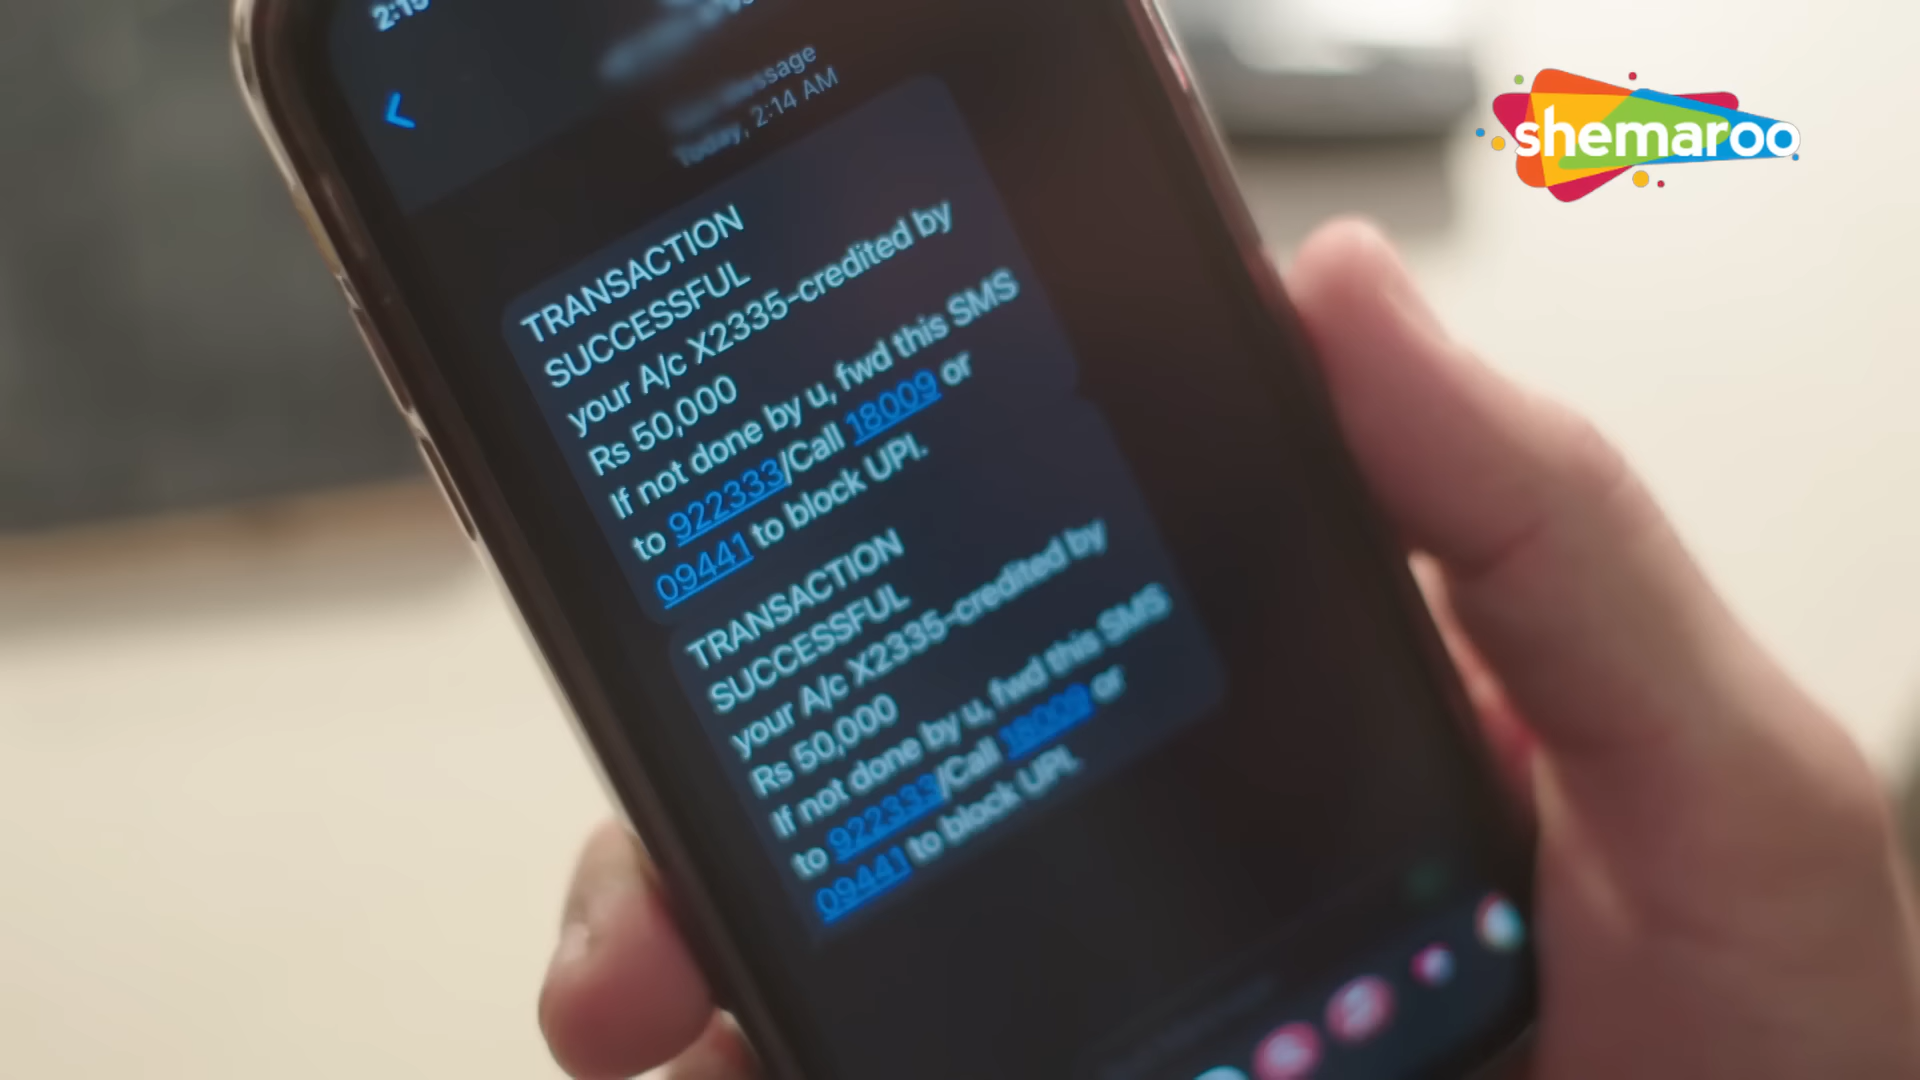 2:15
Today, 2:14 AM
TRANSACTION
SUCCESSFUL
your A/c X2335-credited by
Rs 50,000
If not done by u, fwd this SMS
to 922333/Call 18009 or
09441 to block UPI.
TRANSACTION
SUCCESSFUL
your A/c X2335-credited by
Rs 50,000
If not done by u, fwd this SMS
to 922333/Call 18009 or
09441 to block UPI.
shemaroo